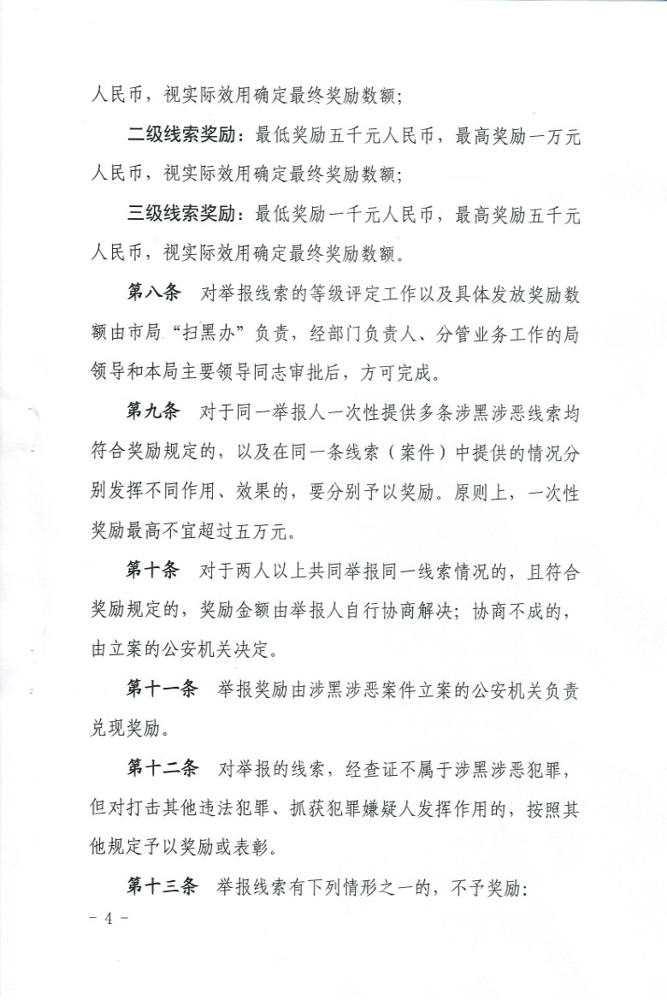 人民币，视实际效用确定最终奖励数额；
二级线索奖励：最低奖励五千元人民币，最高奖励一万元
人民币，视实际效用确定最终奖励数额；
三级线索奖励：最低奖励一千元人民币，最高奖励五千元
人民币，视实际效用确定最终奖励数额。
第八条 对举报线索的等级评定工作以及具体发放奖励数
额由市局“扫黑办”负责，经部门负责人、分管业务工作的局
领导和本局主要领导同志审批后，方可完成。
第九条 对于同一举报人一次性提供多条涉黑涉恶线索均
符合奖励规定的，以及在同一条线索（案件）中提供的情况分
别发挥不同作用、效果的，要分别予以奖励。原则上，一次性
奖励最高不宜超过五万元。
第十条 对于两人以上共同举报同一线索情况的，且符合
奖励规定的，奖励金额由举报人自行协商解决；协商不成的，
由立案的公安机关决定。
第十一条 举报奖励由涉黑涉恶案件立案的公安机关负责
兑现奖励。
第十二条 对举报的线索，经查证不属于涉黑涉恶犯罪，
但对打击其他违法犯罪、抓获犯罪嫌疑人发挥作用的，按照其
他规定予以奖励或表彰。
第十三条 举报线索有下列情形之一的，不予奖励：
- 4 -